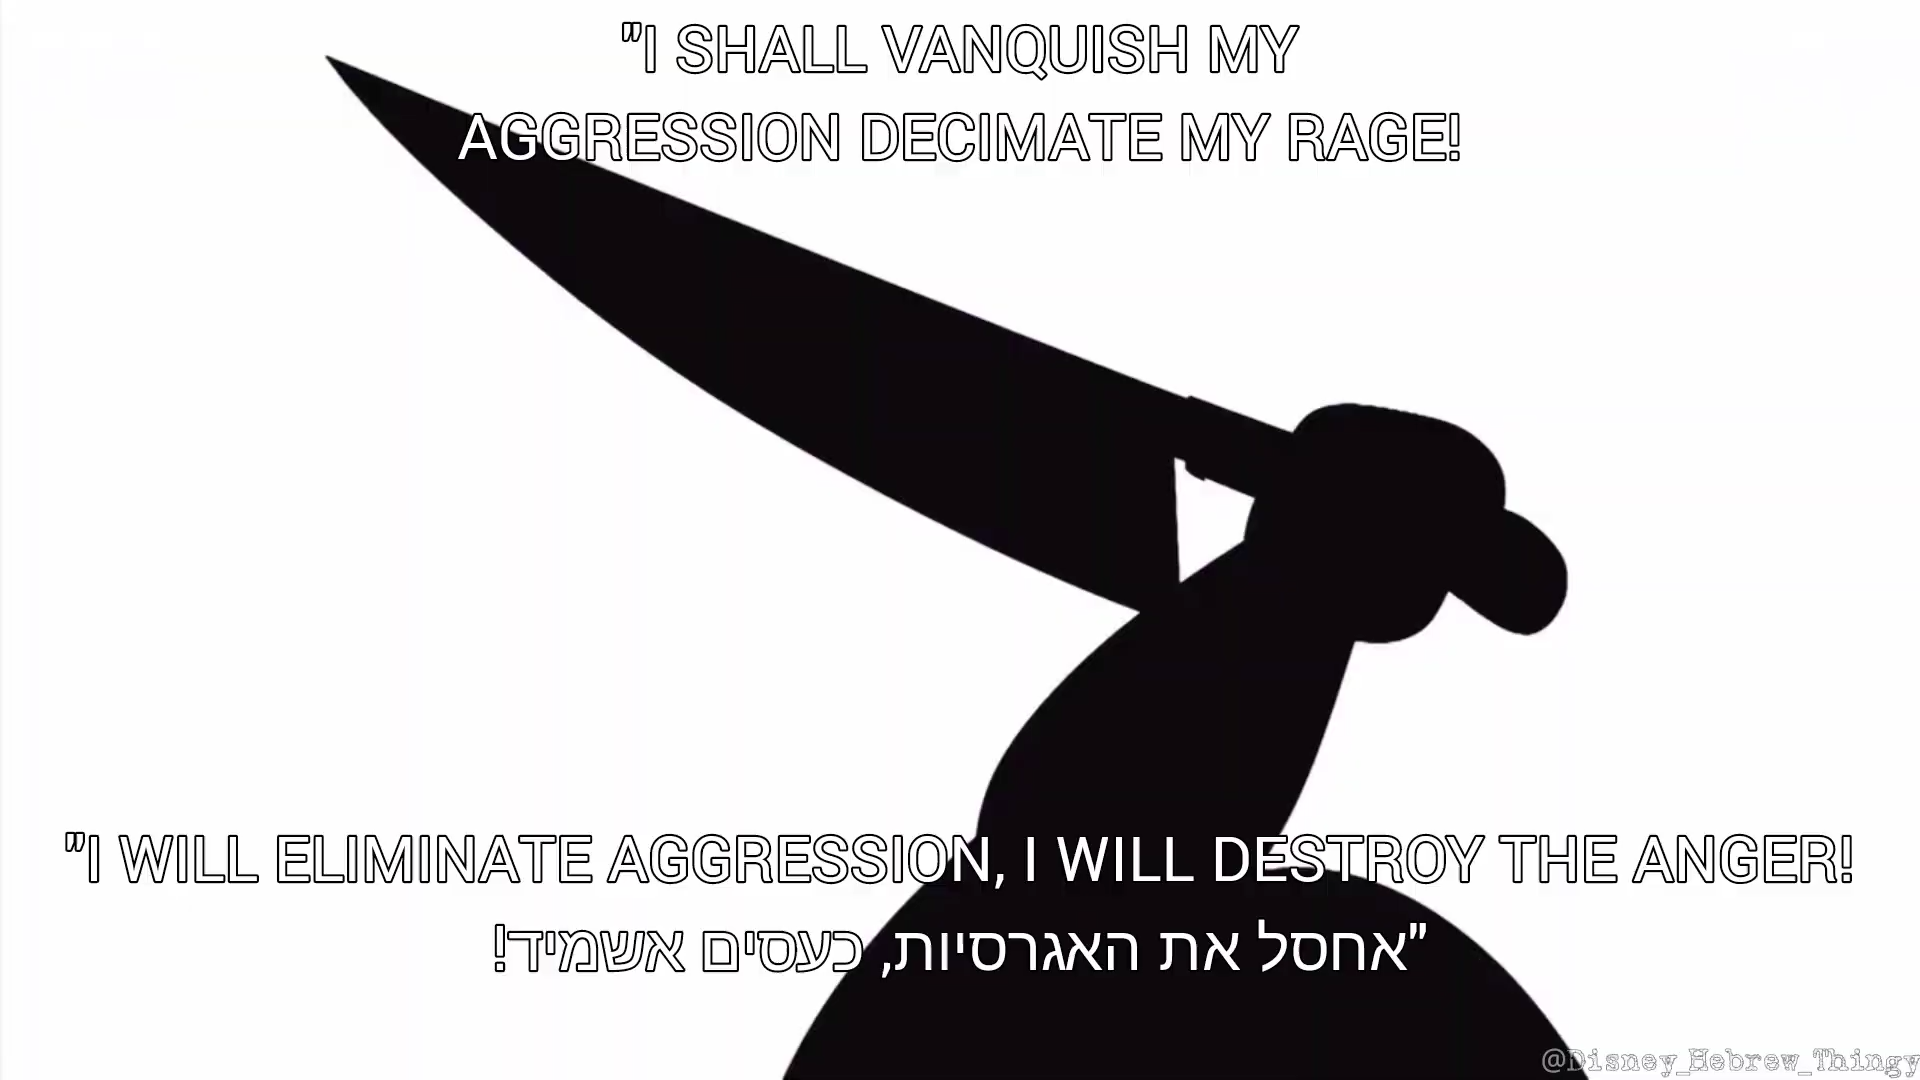 "I SHALL VANQUISH MY
AGGRESSION DECIMATE MY RAGE!
"I WILL ELIMINATE AGGRESSION, I WILL DESTROY THE ANGER!
"אחסל את האגרסיות, כעסים אשמיד!
@Disney_Hebrew_Thingy